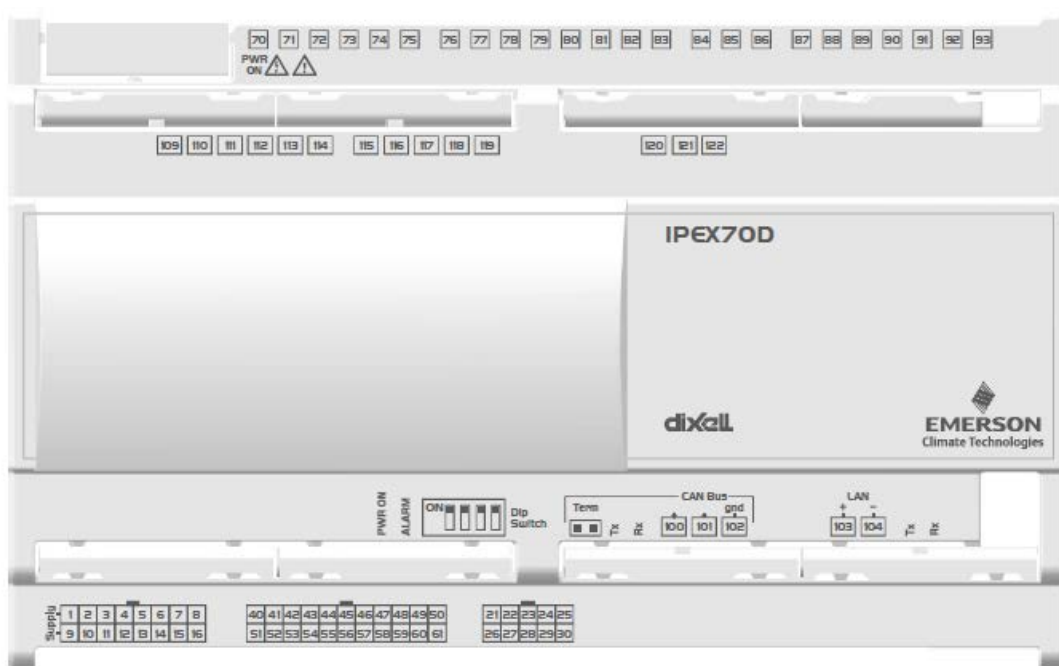 70 71 72 73 74 75 76 77 78 79 80 81 82 83 84 85 86 87 88 89 90 91 92 93
PWR
ON
109 110 111 112 113 114 115 116 117 118 119 120 121 122
IPEX70D
dixell
EMERSON
Climate Technologies
PWR ON
ALARM
ON
Dip
Switch
Term
Tx
Rx
CAN Bus
gnd
100 101 102
LAN
+ -
103 104
Tx
Rx
Supply
1 2 3 4 5 6 7 8
9 10 11 12 13 14 15 16
40 41 42 43 44 45 46 47 48 49 50
51 52 53 54 55 56 57 58 59 60 61
21 22 23 24 25
26 27 28 29 30